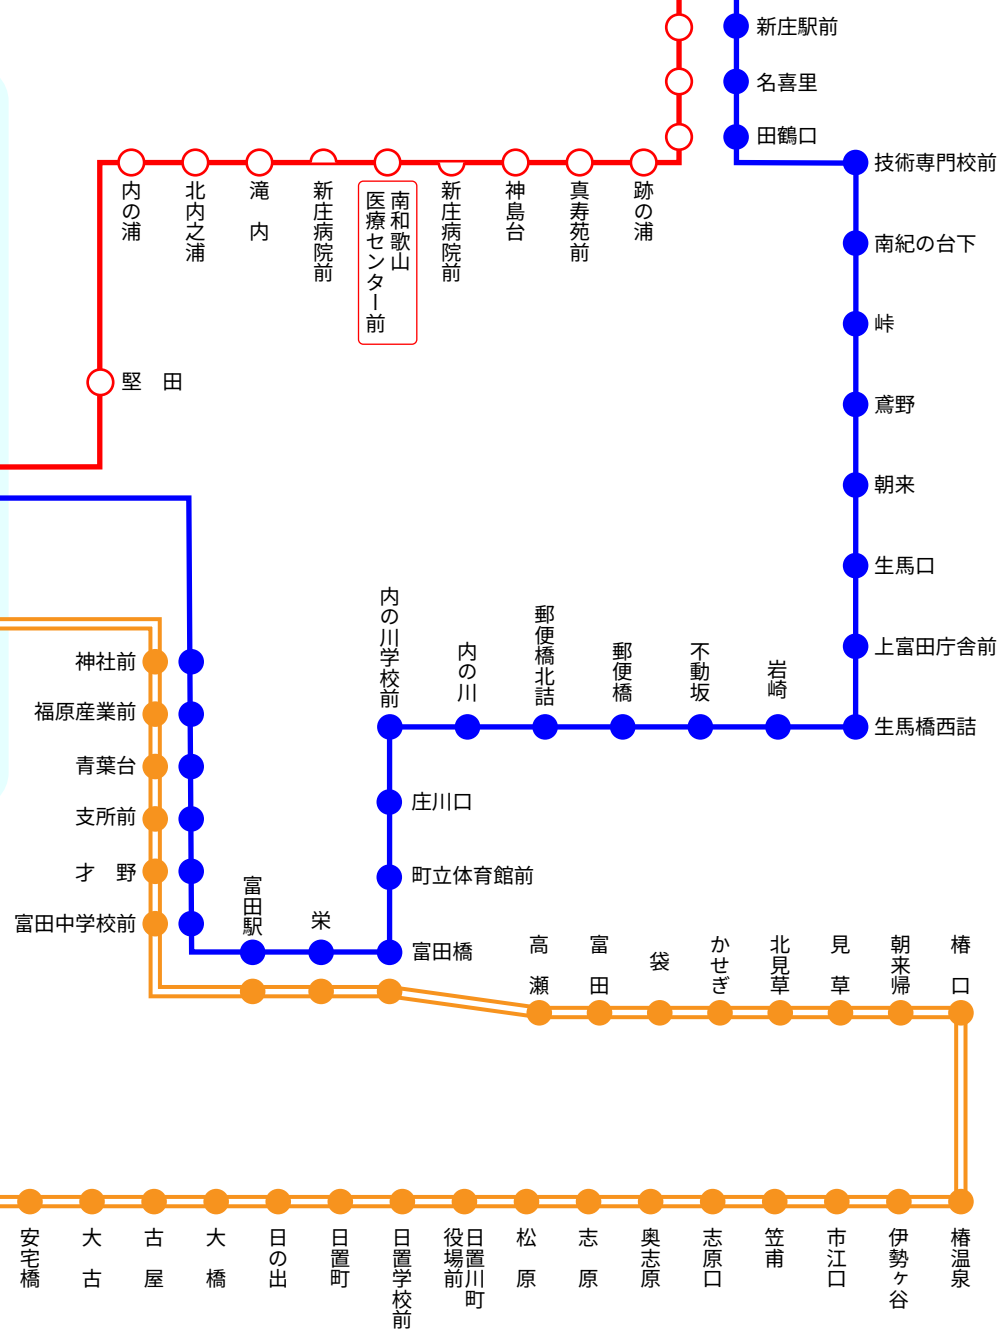 新庄駅前
名喜里
田鶴口
技術専門校前
南紀の台下
峠
鳶野
朝来
生馬口
上富田庁舎前
生馬橋西詰
内の浦
北内之浦
滝　内
新庄病院前
南和歌山
医療センター前
新庄病院前
神島台
真寿苑前
跡の浦
堅　田
内の川学校前
内の川
郵便橋北詰
郵便橋
不動坂
岩崎
神社前
福原産業前
青葉台
支所前
才　野
富田中学校前
庄川口
町立体育館前
富田橋
富田駅
栄
高　瀬
富　田
袋
かせぎ
北見草
見　草
朝来帰
椿　口
安宅橋
大　古
古　屋
大　橋
日の出
日置町
日置学校前
日置川町
役場前
松　原
志　原
奥志原
志原口
笠甫
市江口
伊勢ヶ谷
椿温泉